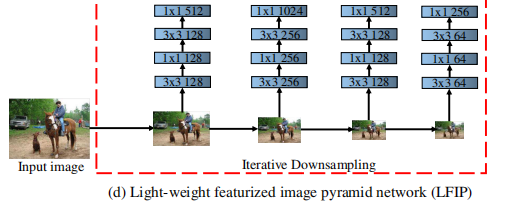 1x1 512 1x1 1024 1x1 512 1x1 256
3x3 128 3x3 256 3x3 128 3x3 64
1x1 128 1x1 256 1x1 128 1x1 64
3x3 128 3x3 256 3x3 128 3x3 64
Input image
Iterative Downsampling
(d) Light-weight featurized image pyramid network (LFIP)